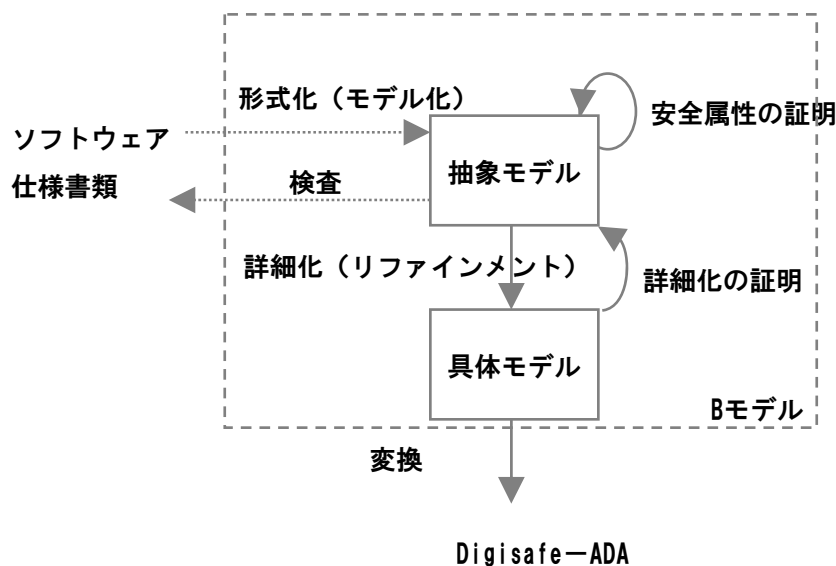 形式化（モデル化）
安全属性の証明
ソフトウェア
仕様書類
抽象モデル
検査
詳細化（リファインメント）
詳細化の証明
具体モデル
Bモデル
変換
Digisafe―ADA